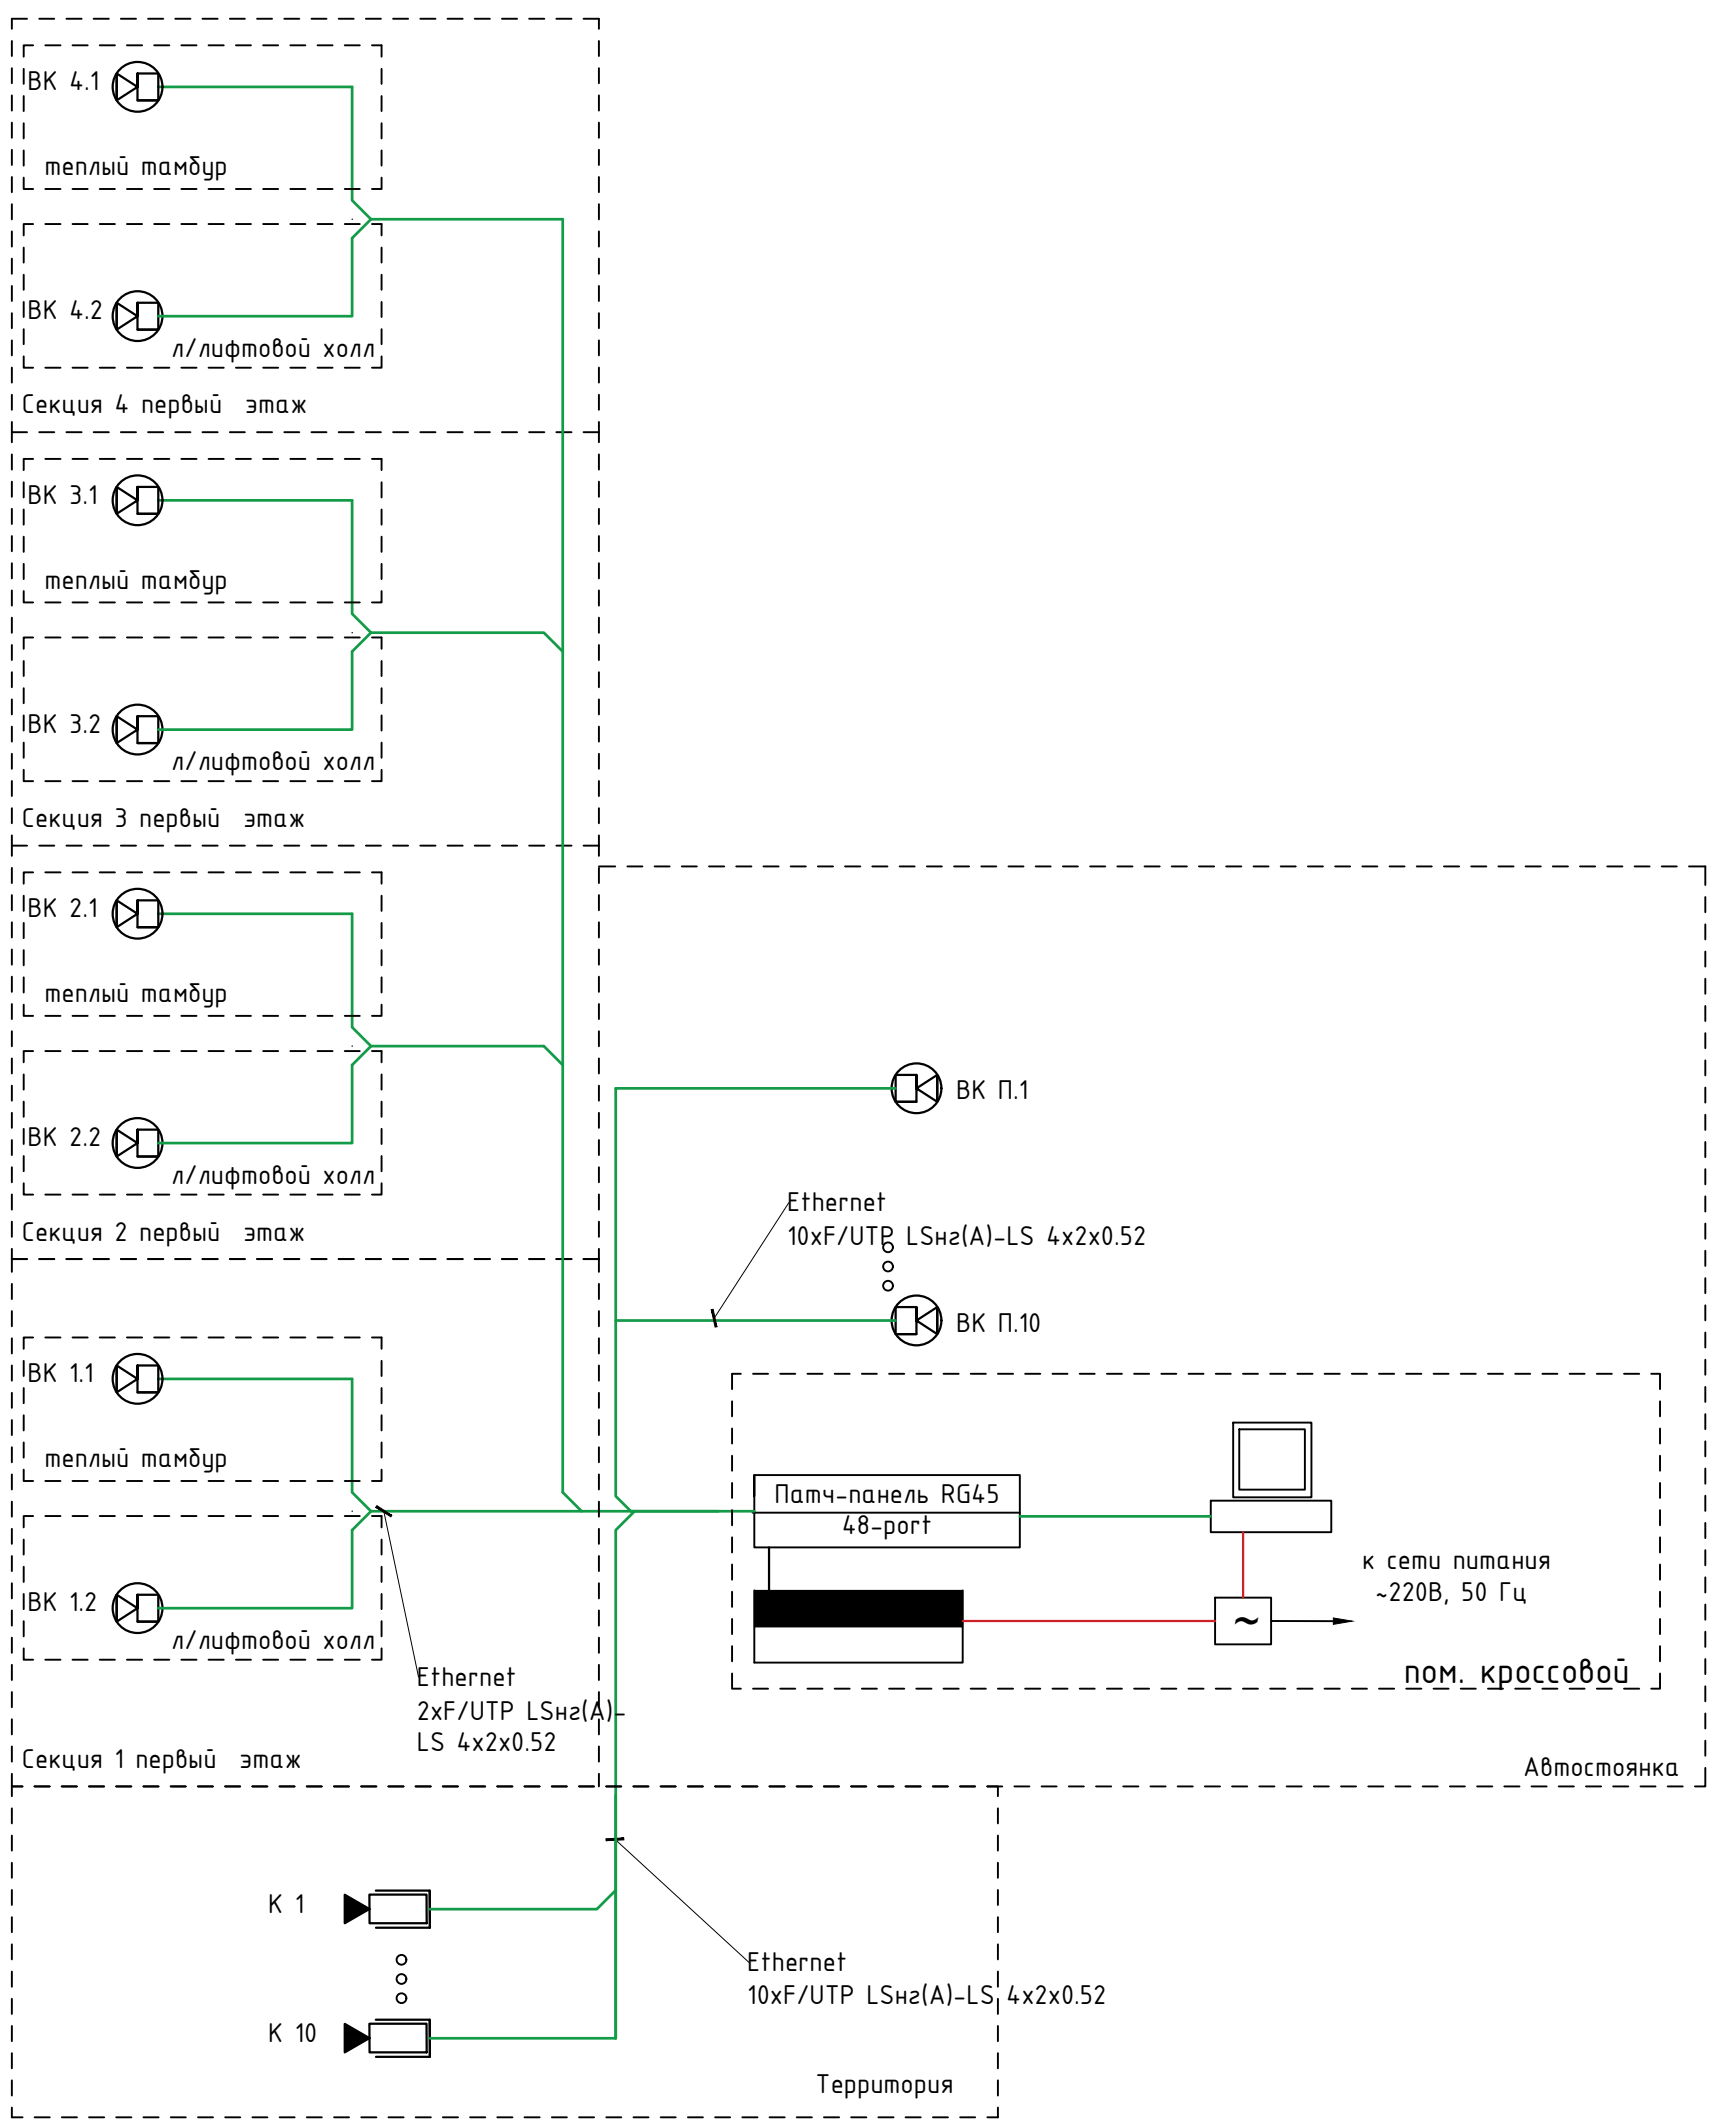 ВК 4.1
теплый тамбур
ВК 4.2
л/лифтовой холл
Секция 4 первый этаж
ВК 3.1
теплый тамбур
ВК 3.2
л/лифтовой холл
Секция 3 первый этаж
ВК 2.1
теплый тамбур
ВК 2.2
л/лифтовой холл
Секция 2 первый этаж
ВК 1.1
теплый тамбур
ВК 1.2
л/лифтовой холл
Ethernet
2xF/UTP LSнг(А)-
LS 4x2x0.52
Секция 1 первый этаж
ВК П.1
Ethernet
10xF/UTP LSнг(А)-LS 4x2x0.52
ВК П.10
Патч-панель RG45
48-port
к сети питания
~220В, 50 Гц
~
пом. кроссовой
Автостоянка
К 1
Ethernet
10xF/UTP LSнг(А)-LS 4x2x0.52
К 10
Территория